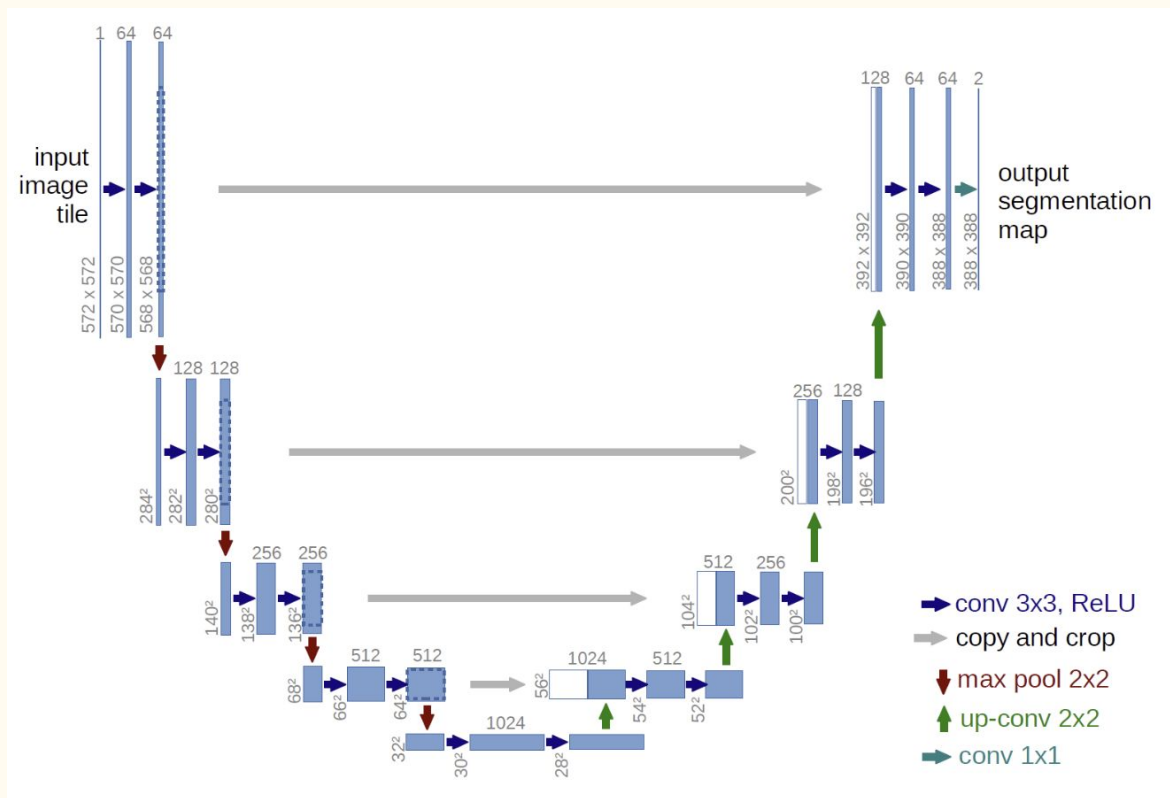 1 64 64
128 64 64 2
input
image
tile
output
segmentation
map
572 x 572
570 x 570
568 x 568
392 x 392
390 x 390
388 x 388
388 x 388
128 128
256 128
284²
282²
280²
200²
198²
196²
256 256
512 256
140²
138²
136²
104²
102²
100²
conv 3x3, ReLU
copy and crop
max pool 2x2
up-conv 2x2
conv 1x1
512 512
1024 512
68²
66²
64²
56²
54²
52²
1024
32²
30²
28²